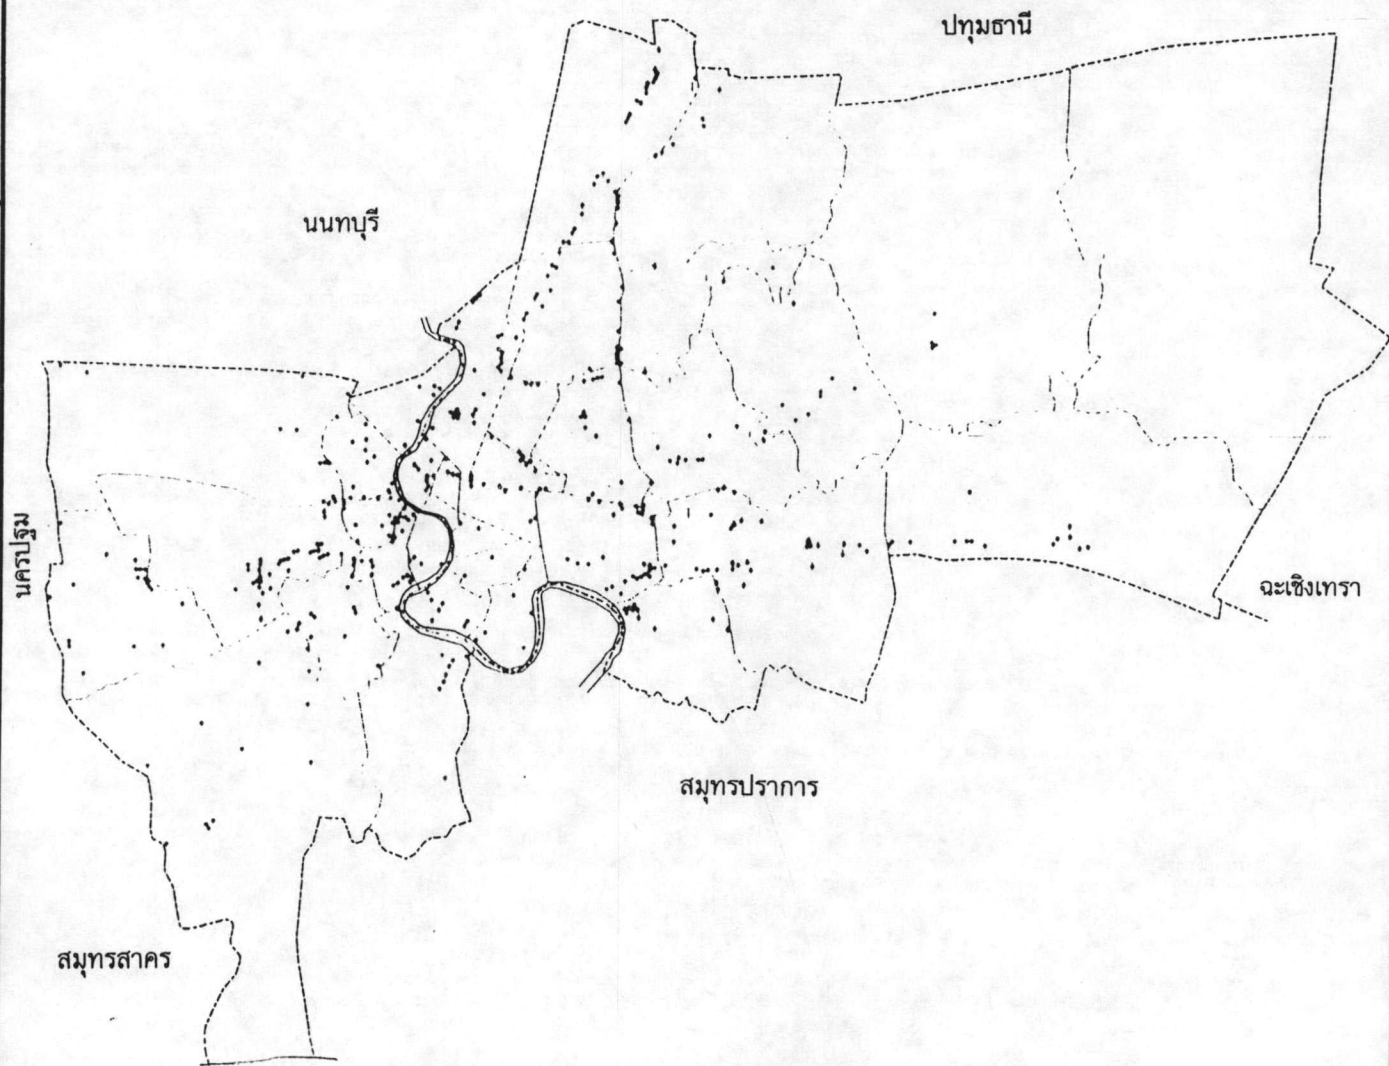 ปทุมธานี
นนทบุรี
นครปฐม
ฉะเชิงเทรา
สมุทรปราการ
สมุทรสาคร